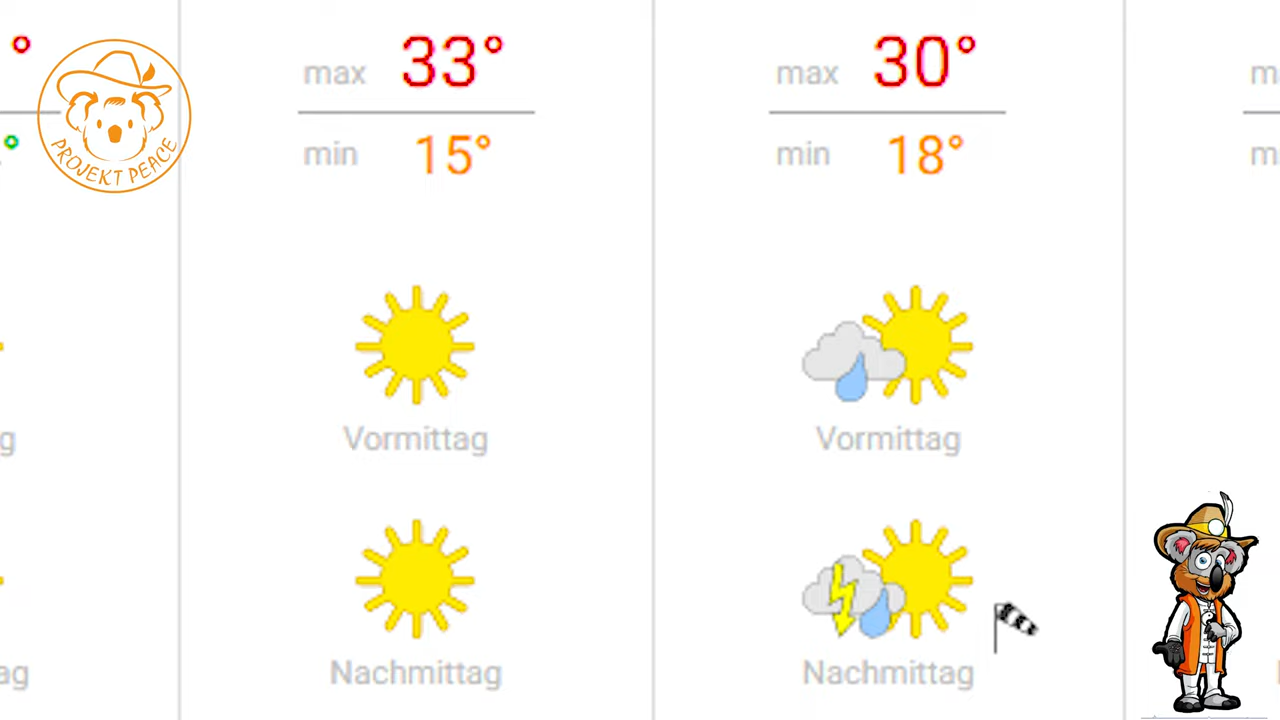 PROJEKT PEACE
max 33°
min 15°
Vormittag
Nachmittag
max 30°
min 18°
Vormittag
Nachmittag